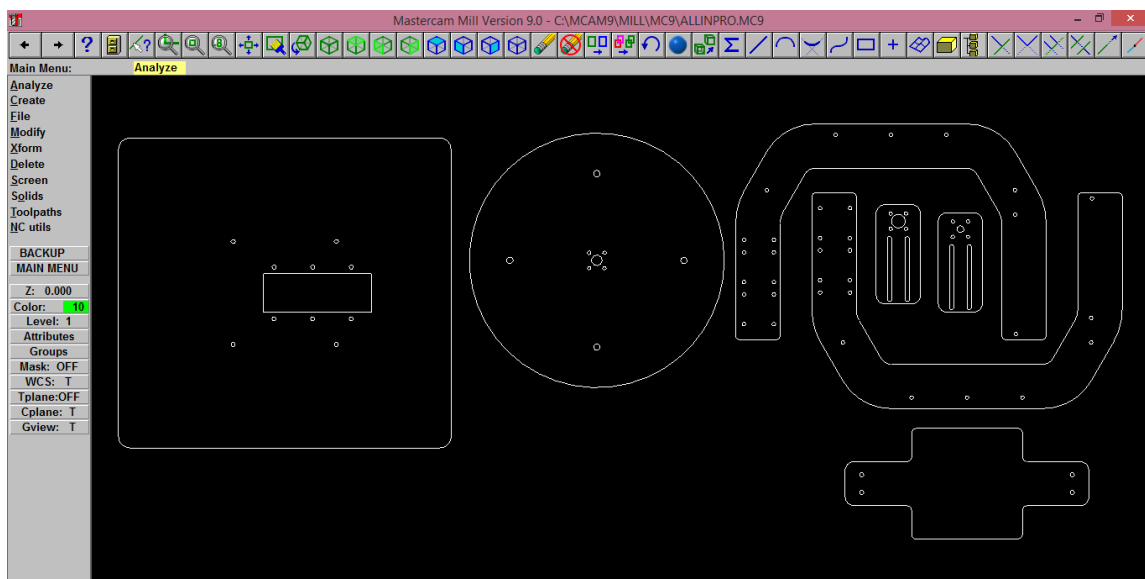 Mastercam Mill Version 9.0 - C:\MCAM9\MILL\MC9\ALLINPRO.MC9
Main Menu: Analyze
Analyze
Create
File
Modify
Xform
Delete
Screen
Solids
Toolpaths
NC utils
BACKUP
MAIN MENU
Z: 0.000
Color: 10
Level: 1
Attributes
Groups
Mask: OFF
WCS: T
Tplane:OFF
Cplane: T
Gview: T